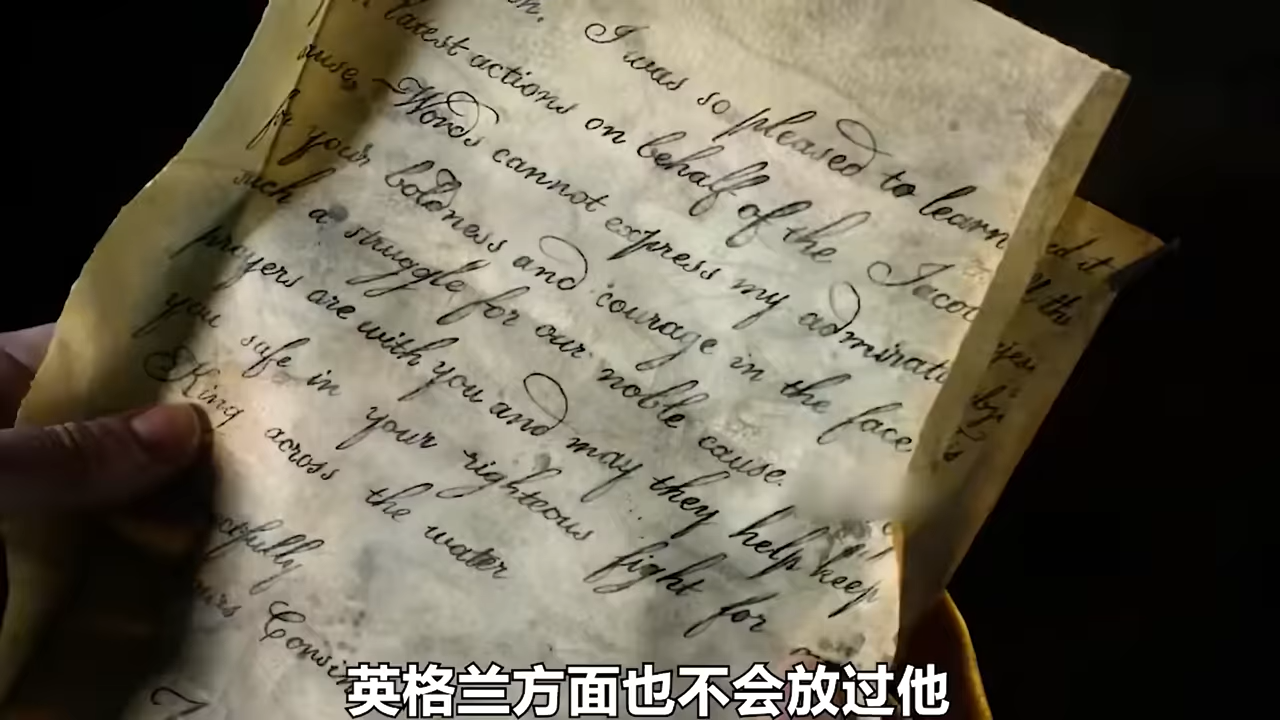 I was so pleased to learn
latest actions on behalf of the
Words cannot express my
for your boldness and courage in the face
such a struggle for our noble cause.
prayers are with you and may they help keep
you safe in your righteous fight for
King across the water
英格兰方面也不会放过他